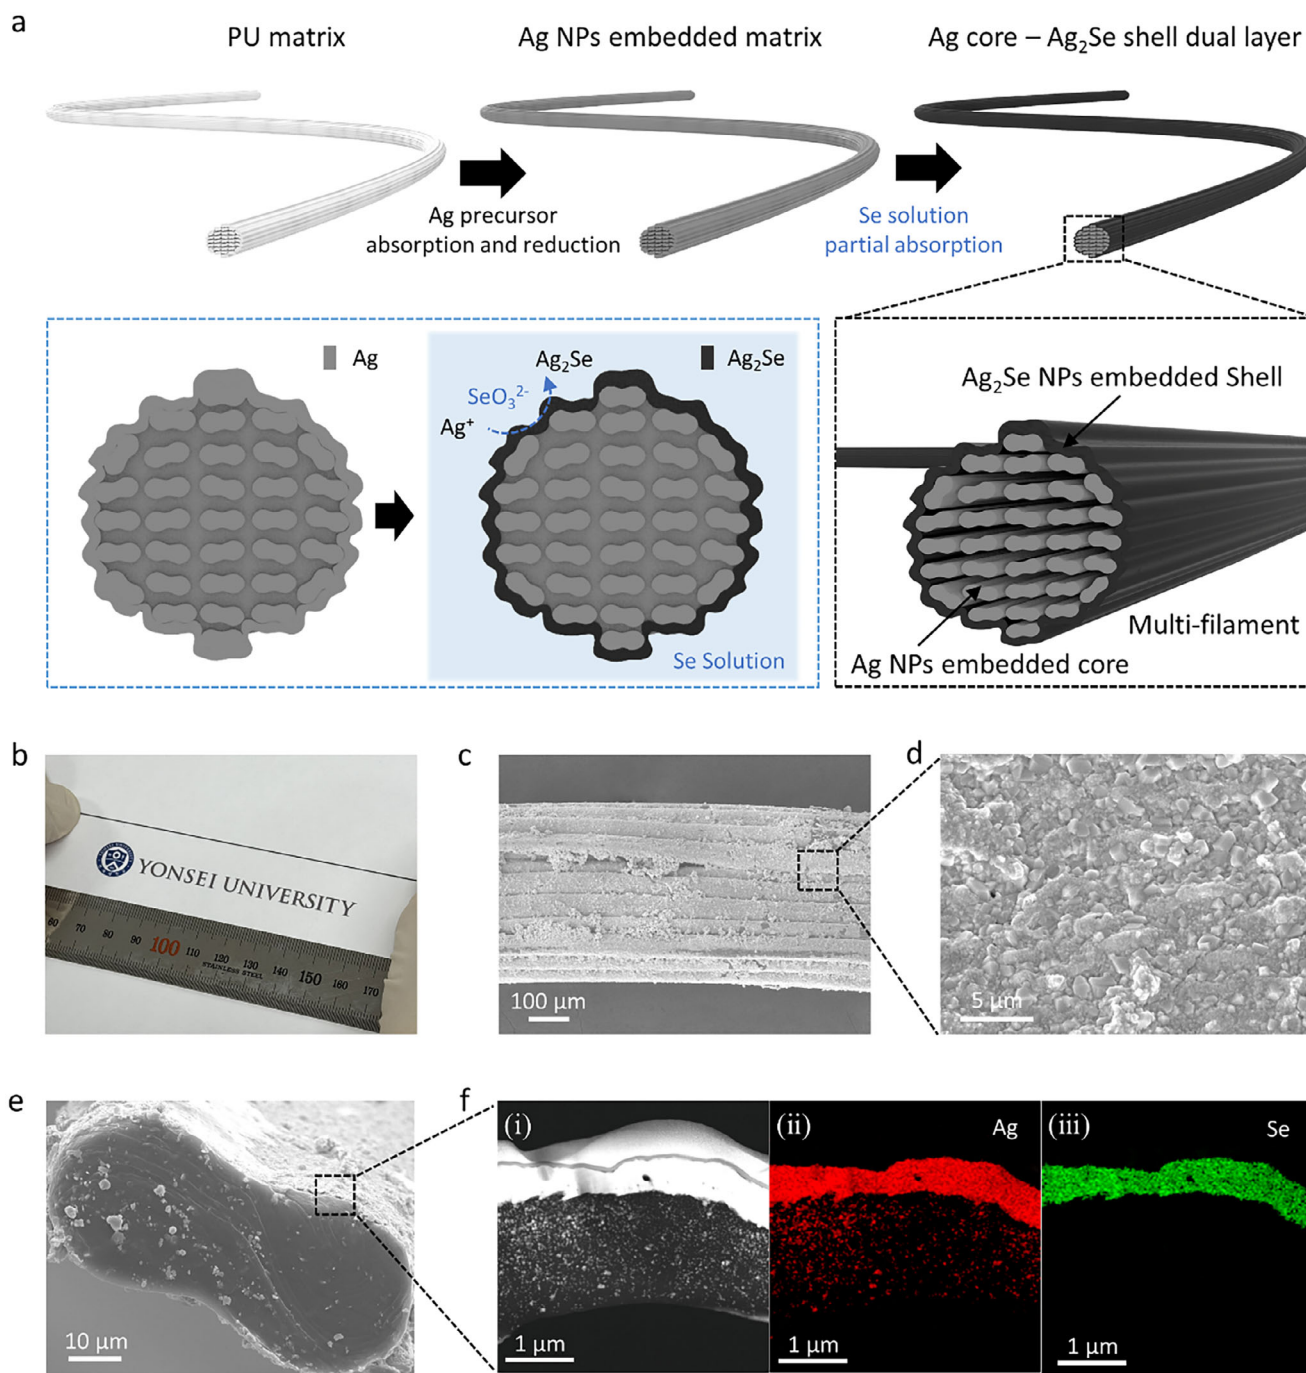 a
PU matrix
Ag NPs embedded matrix
Ag core – Ag₂Se shell dual layer
Ag precursor
absorption and reduction
Se solution
partial absorption
Ag
Ag₂Se
SeO₃²⁻
Ag⁺
Ag₂Se
Se Solution
Ag₂Se NPs embedded Shell
Multi-filament
Ag NPs embedded core
b
YONSEI UNIVERSITY
60 70 80 90 100 110 120 130 140 150 160 170
STAINLESS STEEL
c
100 μm
d
5 μm
e
10 μm
f
(i)
1 μm
(ii)
Ag
1 μm
(iii)
Se
1 μm